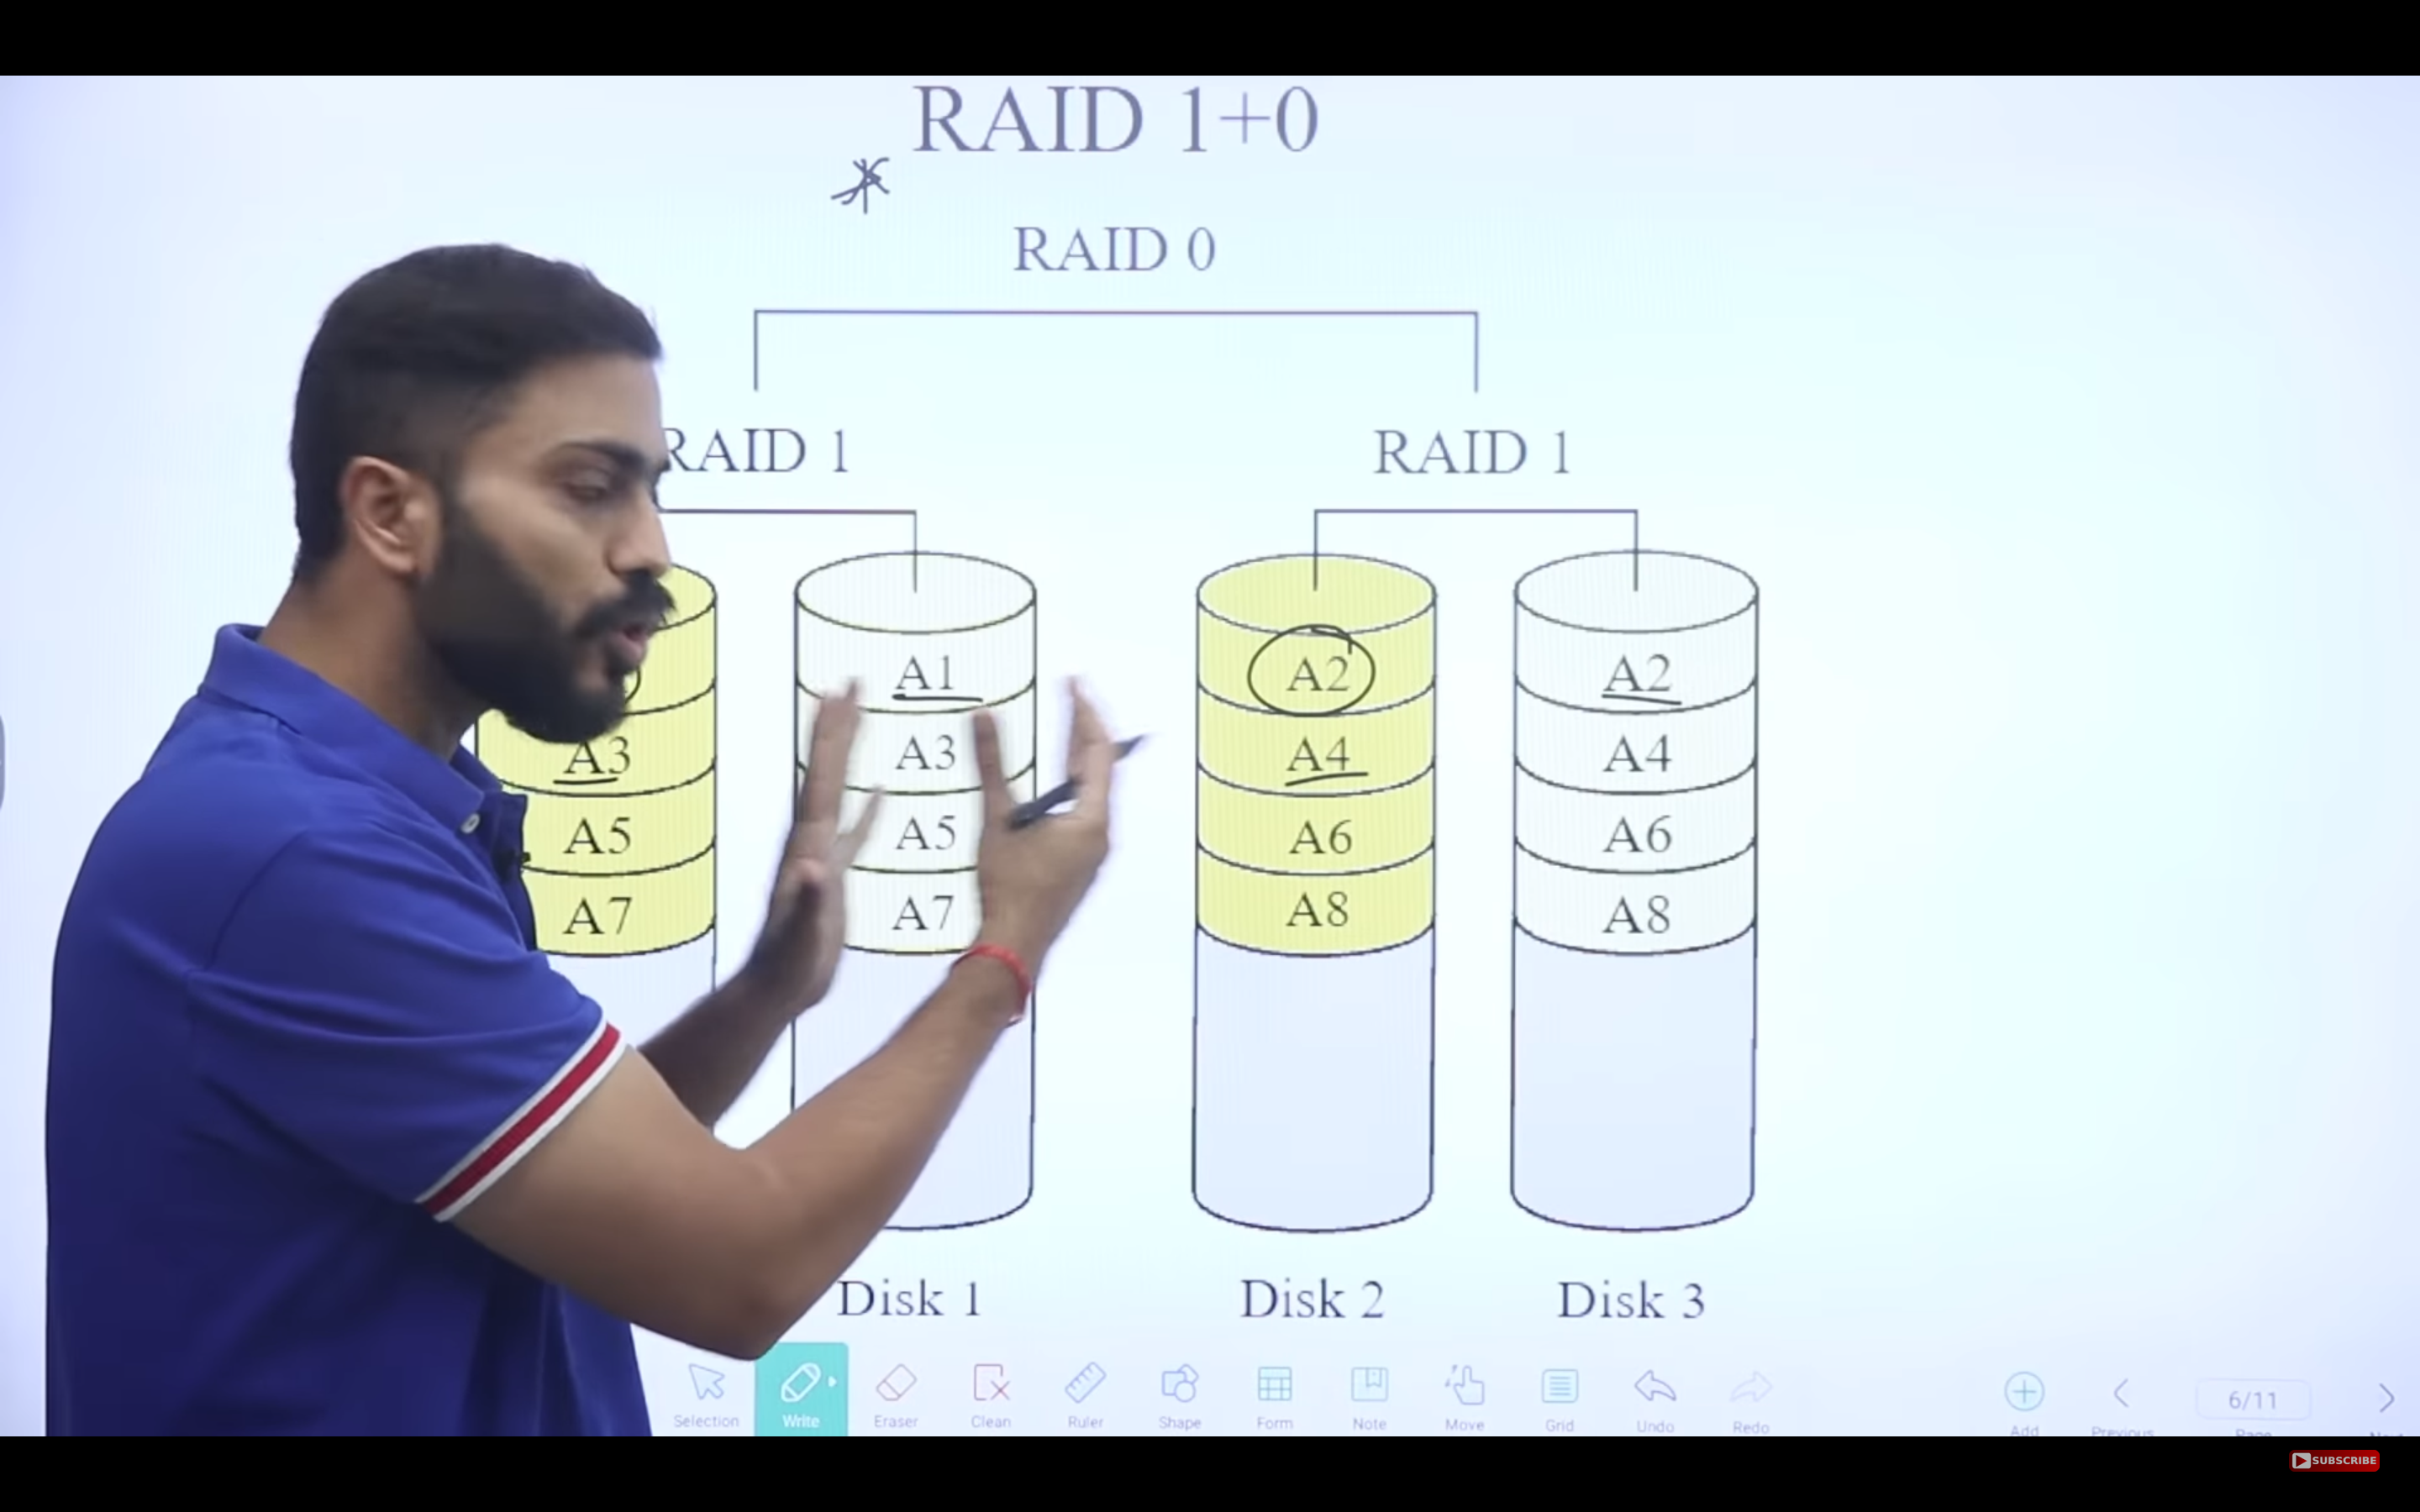 RAID 1+0
RAID 0
RAID 1 RAID 1
A1 A2 A2
A3 A3 A4 A4
A5 A5 A6 A6
A7 A7 A8 A8
Disk 1 Disk 2 Disk 3
Selection Write Eraser Clean Ruler Shape Form Note Move Grid Undo Redo Add Previous 6/11 Page
SUBSCRIBE